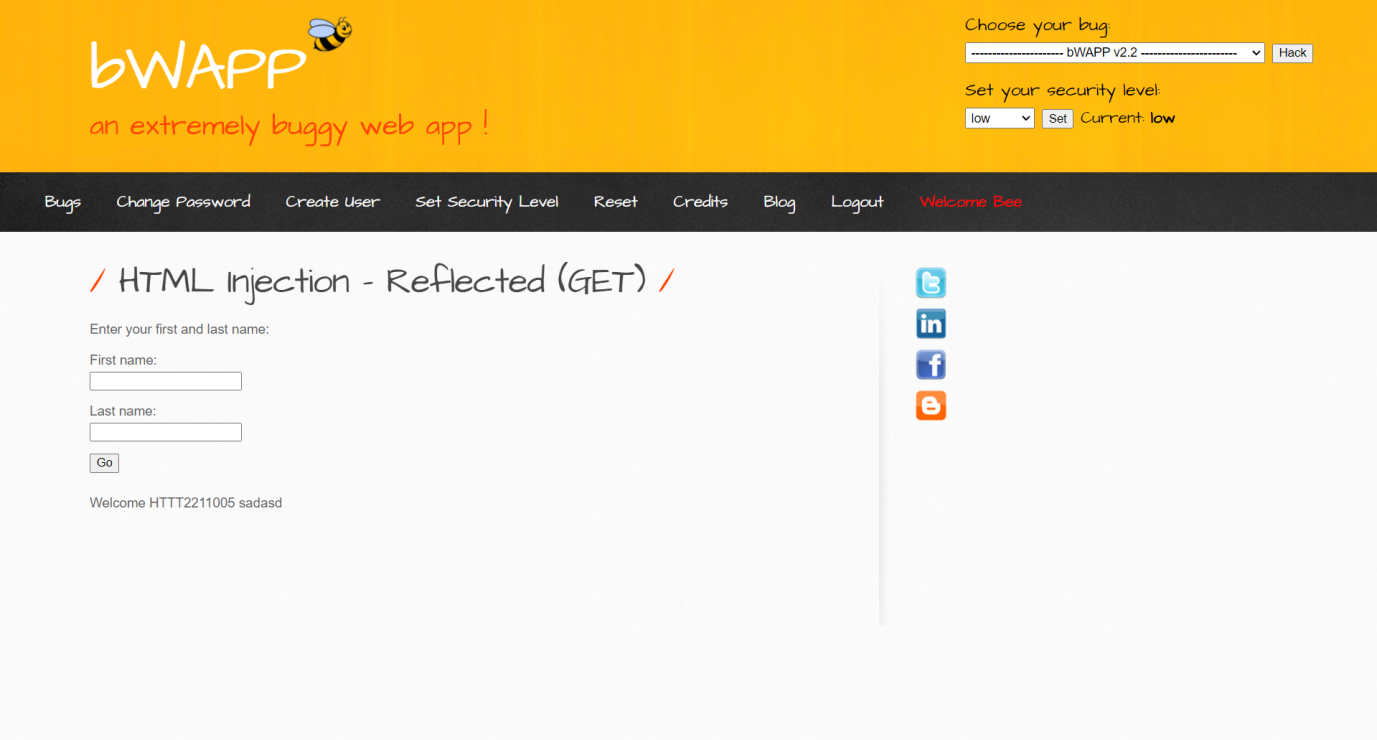 bWAPP
an extremely buggy web app !
Choose your bug:
---------------------- bWAPP v2.2 ----------------------- Hack
Set your security level:
low Set Current: low
Bugs Change Password Create User Set Security Level Reset Credits Blog Logout Welcome Bee
/ HTML Injection - Reflected (GET) /
Enter your first and last name:
First name:
Last name:
Go
Welcome HTTT2211005 sadasd